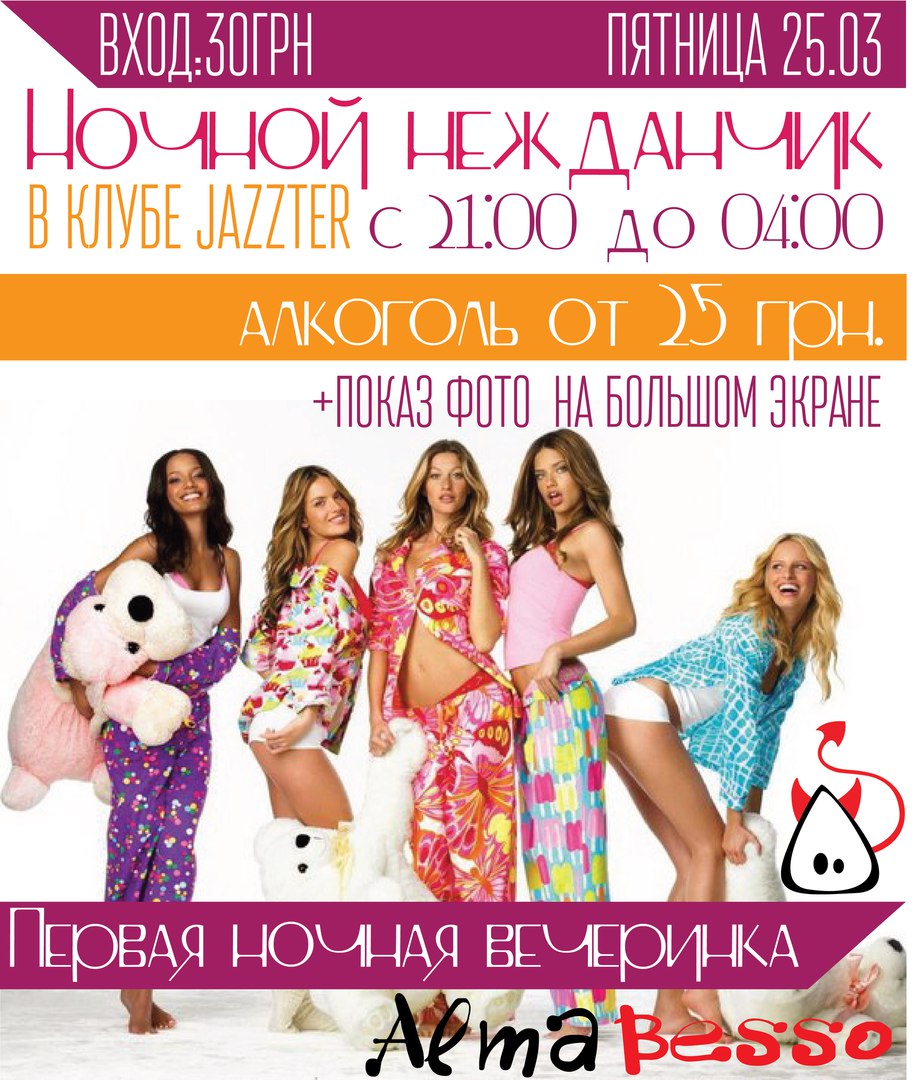 ВХОД:30ГРН
ПЯТНИЦА 25.03
Ночной нежданчик
В КЛУБЕ JAZZTER с 21:00 до 04:00
алкоголь от 25 грн.
+ПОКАЗ ФОТО НА БОЛЬШОМ ЭКРАНЕ
Первая ночная вечеринка
Alma Besso